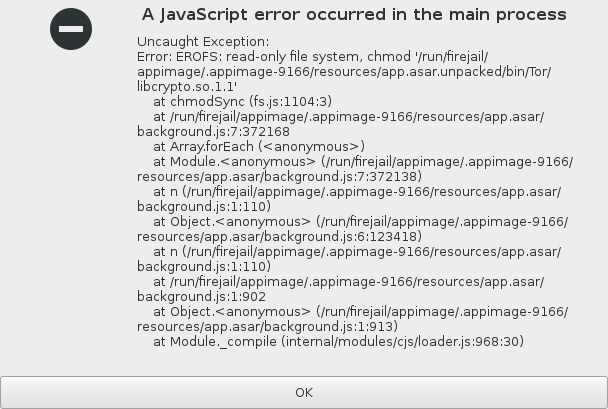 A JavaScript error occurred in the main process
Uncaught Exception:
Error: EROFS: read-only file system, chmod '/run/firejail/
appimage/.appimage-9166/resources/app.asar.unpacked/bin/Tor/
libcrypto.so.1.1'
at chmodSync (fs.js:1104:3)
at /run/firejail/appimage/.appimage-9166/resources/app.asar/
background.js:7:372168
at Array.forEach (<anonymous>)
at Module.<anonymous> (/run/firejail/appimage/.appimage-9166/
resources/app.asar/background.js:7:372138)
at n (/run/firejail/appimage/.appimage-9166/resources/app.asar/
background.js:1:110)
at Object.<anonymous> (/run/firejail/appimage/.appimage-9166/
resources/app.asar/background.js:6:123418)
at n (/run/firejail/appimage/.appimage-9166/resources/app.asar/
background.js:1:110)
at /run/firejail/appimage/.appimage-9166/resources/app.asar/
background.js:1:902
at Object.<anonymous> (/run/firejail/appimage/.appimage-9166/
resources/app.asar/background.js:1:913)
at Module._compile (internal/modules/cjs/loader.js:968:30)
OK